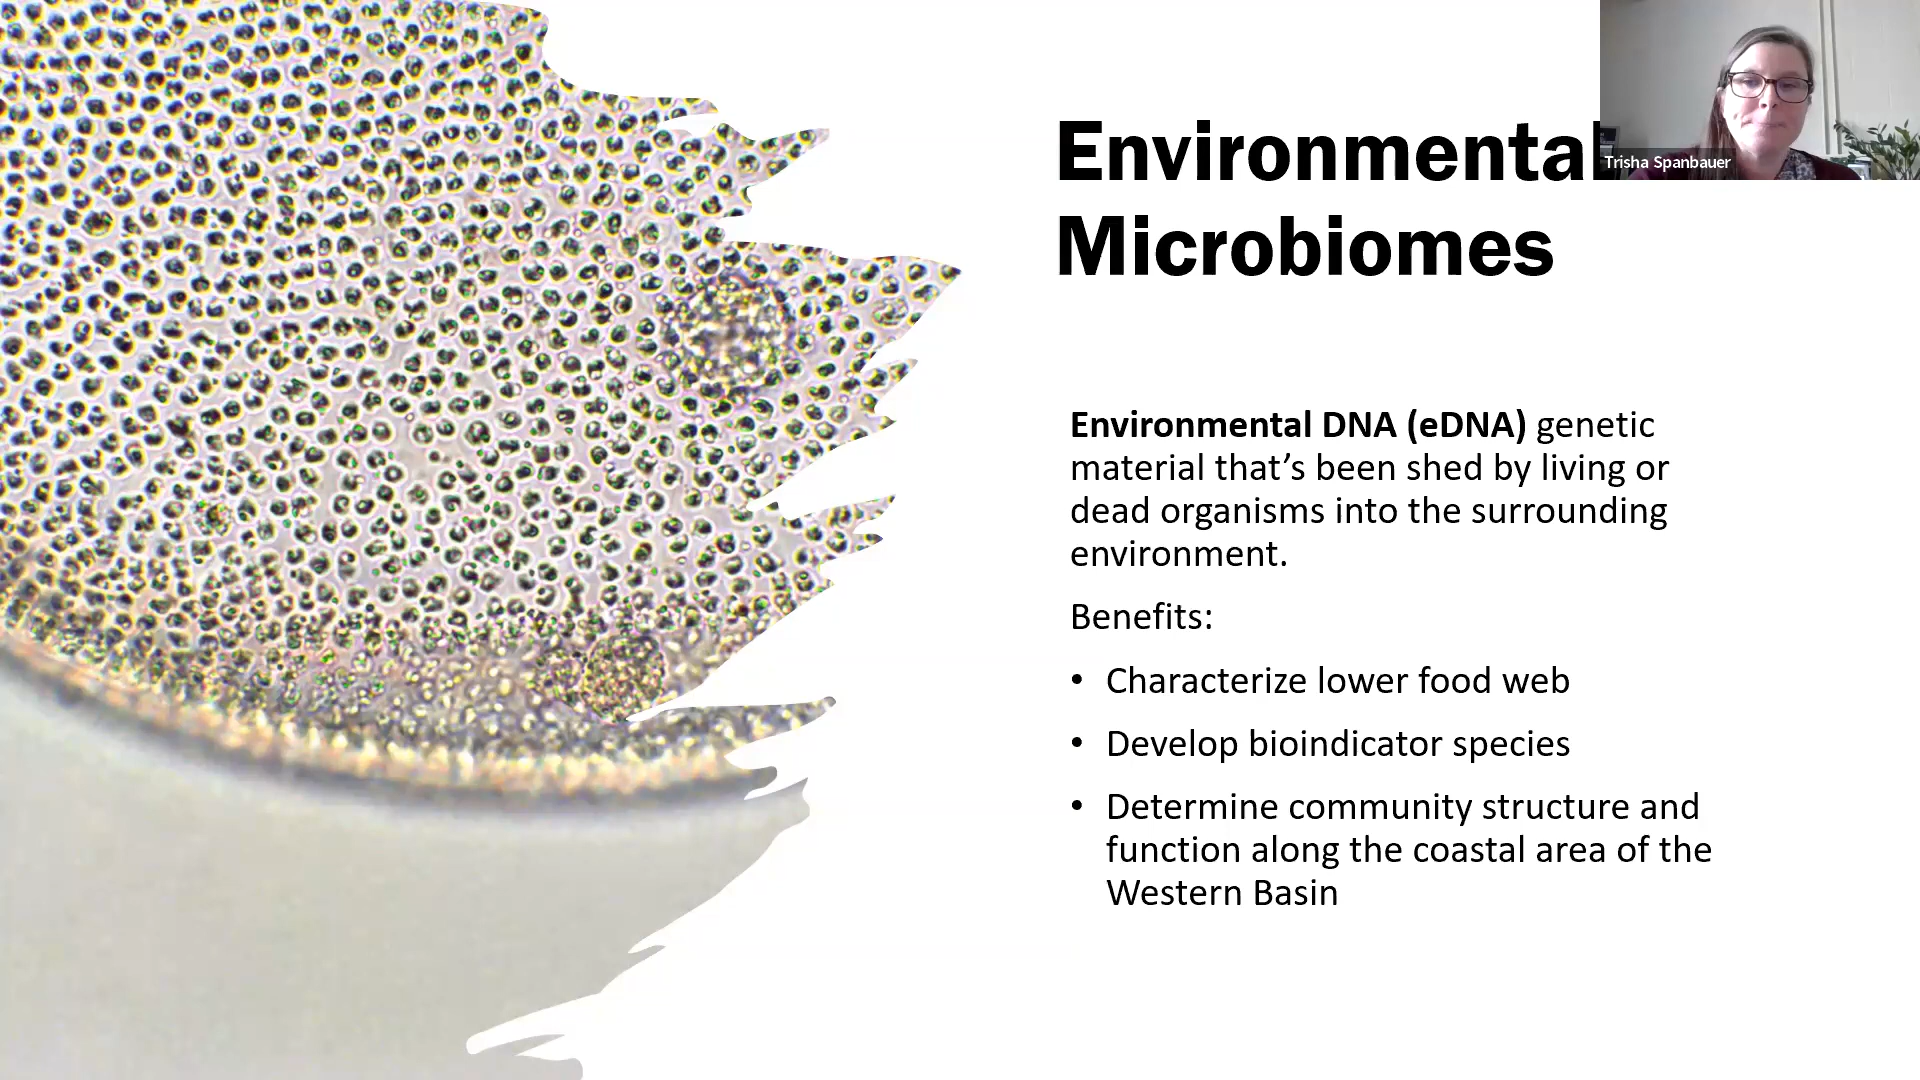 Environmental
Microbiomes
Trisha Spanbauer
Environmental DNA (eDNA) genetic
material that’s been shed by living or
dead organisms into the surrounding
environment.
Benefits:
• Characterize lower food web
• Develop bioindicator species
• Determine community structure and
function along the coastal area of the
Western Basin